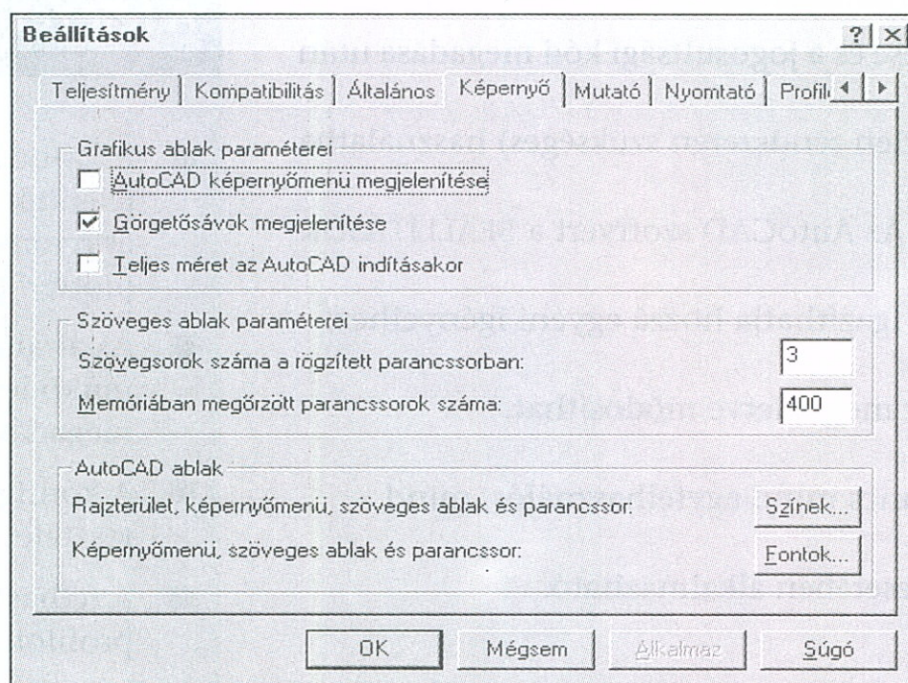 Beállítások
Teljesítmény Kompatibilitás Általános Képernyő Mutató Nyomtató Profil
Grafikus ablak paraméterei
AutoCAD képernyőmenü megjelenítése
Görgetősávok megjelenítése
Teljes méret az AutoCAD indításakor
Szöveges ablak paraméterei
Szövegsorok száma a rögzített parancssorban: 3
Memóriában megőrzött parancssorok száma: 400
AutoCAD ablak
Rajzterület, képernyőmenü, szöveges ablak és parancssor: Színek...
Képernyőmenü, szöveges ablak és parancssor: Fontok...
OK Mégsem Alkalmaz Súgó